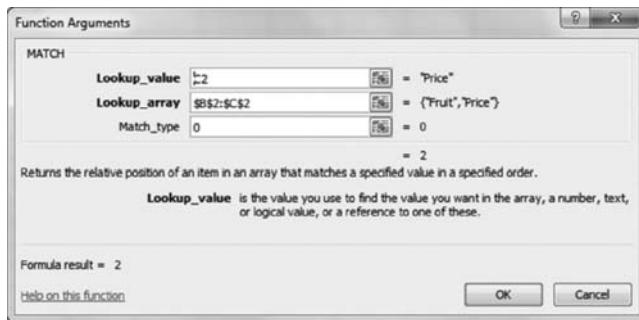 Function Arguments
MATCH
Lookup_value = "Price"
Lookup_array $B$2:$C$2 = {"Fruit","Price"}
Match_type 0 = 0
= 2
Returns the relative position of an item in an array that matches a specified value in a specified order.
Lookup_value is the value you use to find the value you want in the array, a number, text,
or logical value, or a reference to one of these.
Formula result = 2
Help on this function
OK Cancel